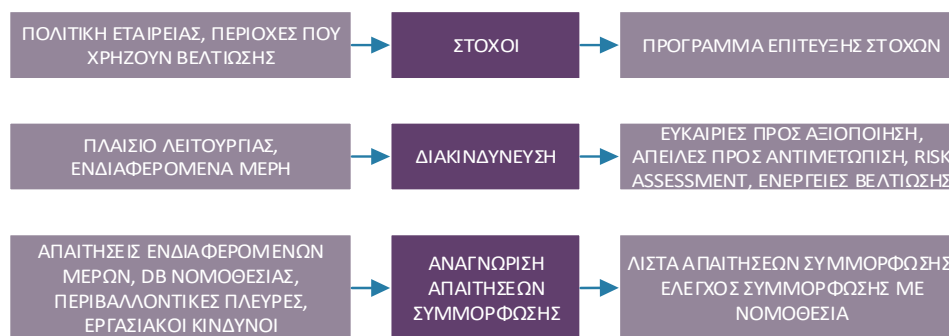 ΠΟΛΙΤΙΚΗ ΕΤΑΙΡΕΙΑΣ, ΠΕΡΙΟΧΕΣ ΠΟΥ
ΧΡΗΖΟΥΝ ΒΕΛΤΙΩΣΗΣ
ΣΤΟΧΟΙ
ΠΡΟΓΡΑΜΜΑ ΕΠΙΤΕΥΞΗΣ ΣΤΟΧΩΝ
ΠΛΑΙΣΙΟ ΛΕΙΤΟΥΡΓΙΑΣ,
ΕΝΔΙΑΦΕΡΟΜΕΝΑ ΜΕΡΗ
ΔΙΑΚΙΝΔΥΝΕΥΣΗ
ΕΥΚΑΙΡΙΕΣ ΠΡΟΣ ΑΞΙΟΠΟΙΗΣΗ,
ΑΠΕΙΛΕΣ ΠΡΟΣ ΑΝΤΙΜΕΤΩΠΙΣΗ, RISK
ASSESSMENT, ΕΝΕΡΓΕΙΕΣ ΒΕΛΤΙΩΣΗΣ
ΑΠΑΙΤΗΣΕΙΣ ΕΝΔΙΑΦΕΡΟΜΕΝΩΝ
ΜΕΡΩΝ, DB ΝΟΜΟΘΕΣΙΑΣ,
ΠΕΡΙΒΑΛΛΟΝΤΙΚΕΣ ΠΛΕΥΡΕΣ,
ΕΡΓΑΣΙΑΚΟΙ ΚΙΝΔΥΝΟΙ
ΑΝΑΓΝΩΡΙΣΗ
ΑΠΑΙΤΗΣΕΩΝ
ΣΥΜΜΟΡΦΩΣΗΣ
ΛΙΣΤΑ ΑΠΑΙΤΗΣΕΩΝ ΣΥΜΜΟΡΦΩΣΗΣ
ΕΛΕΓΧΟΣ ΣΥΜΜΟΡΦΩΣΗΣ ΜΕ
ΝΟΜΟΘΕΣΙΑ